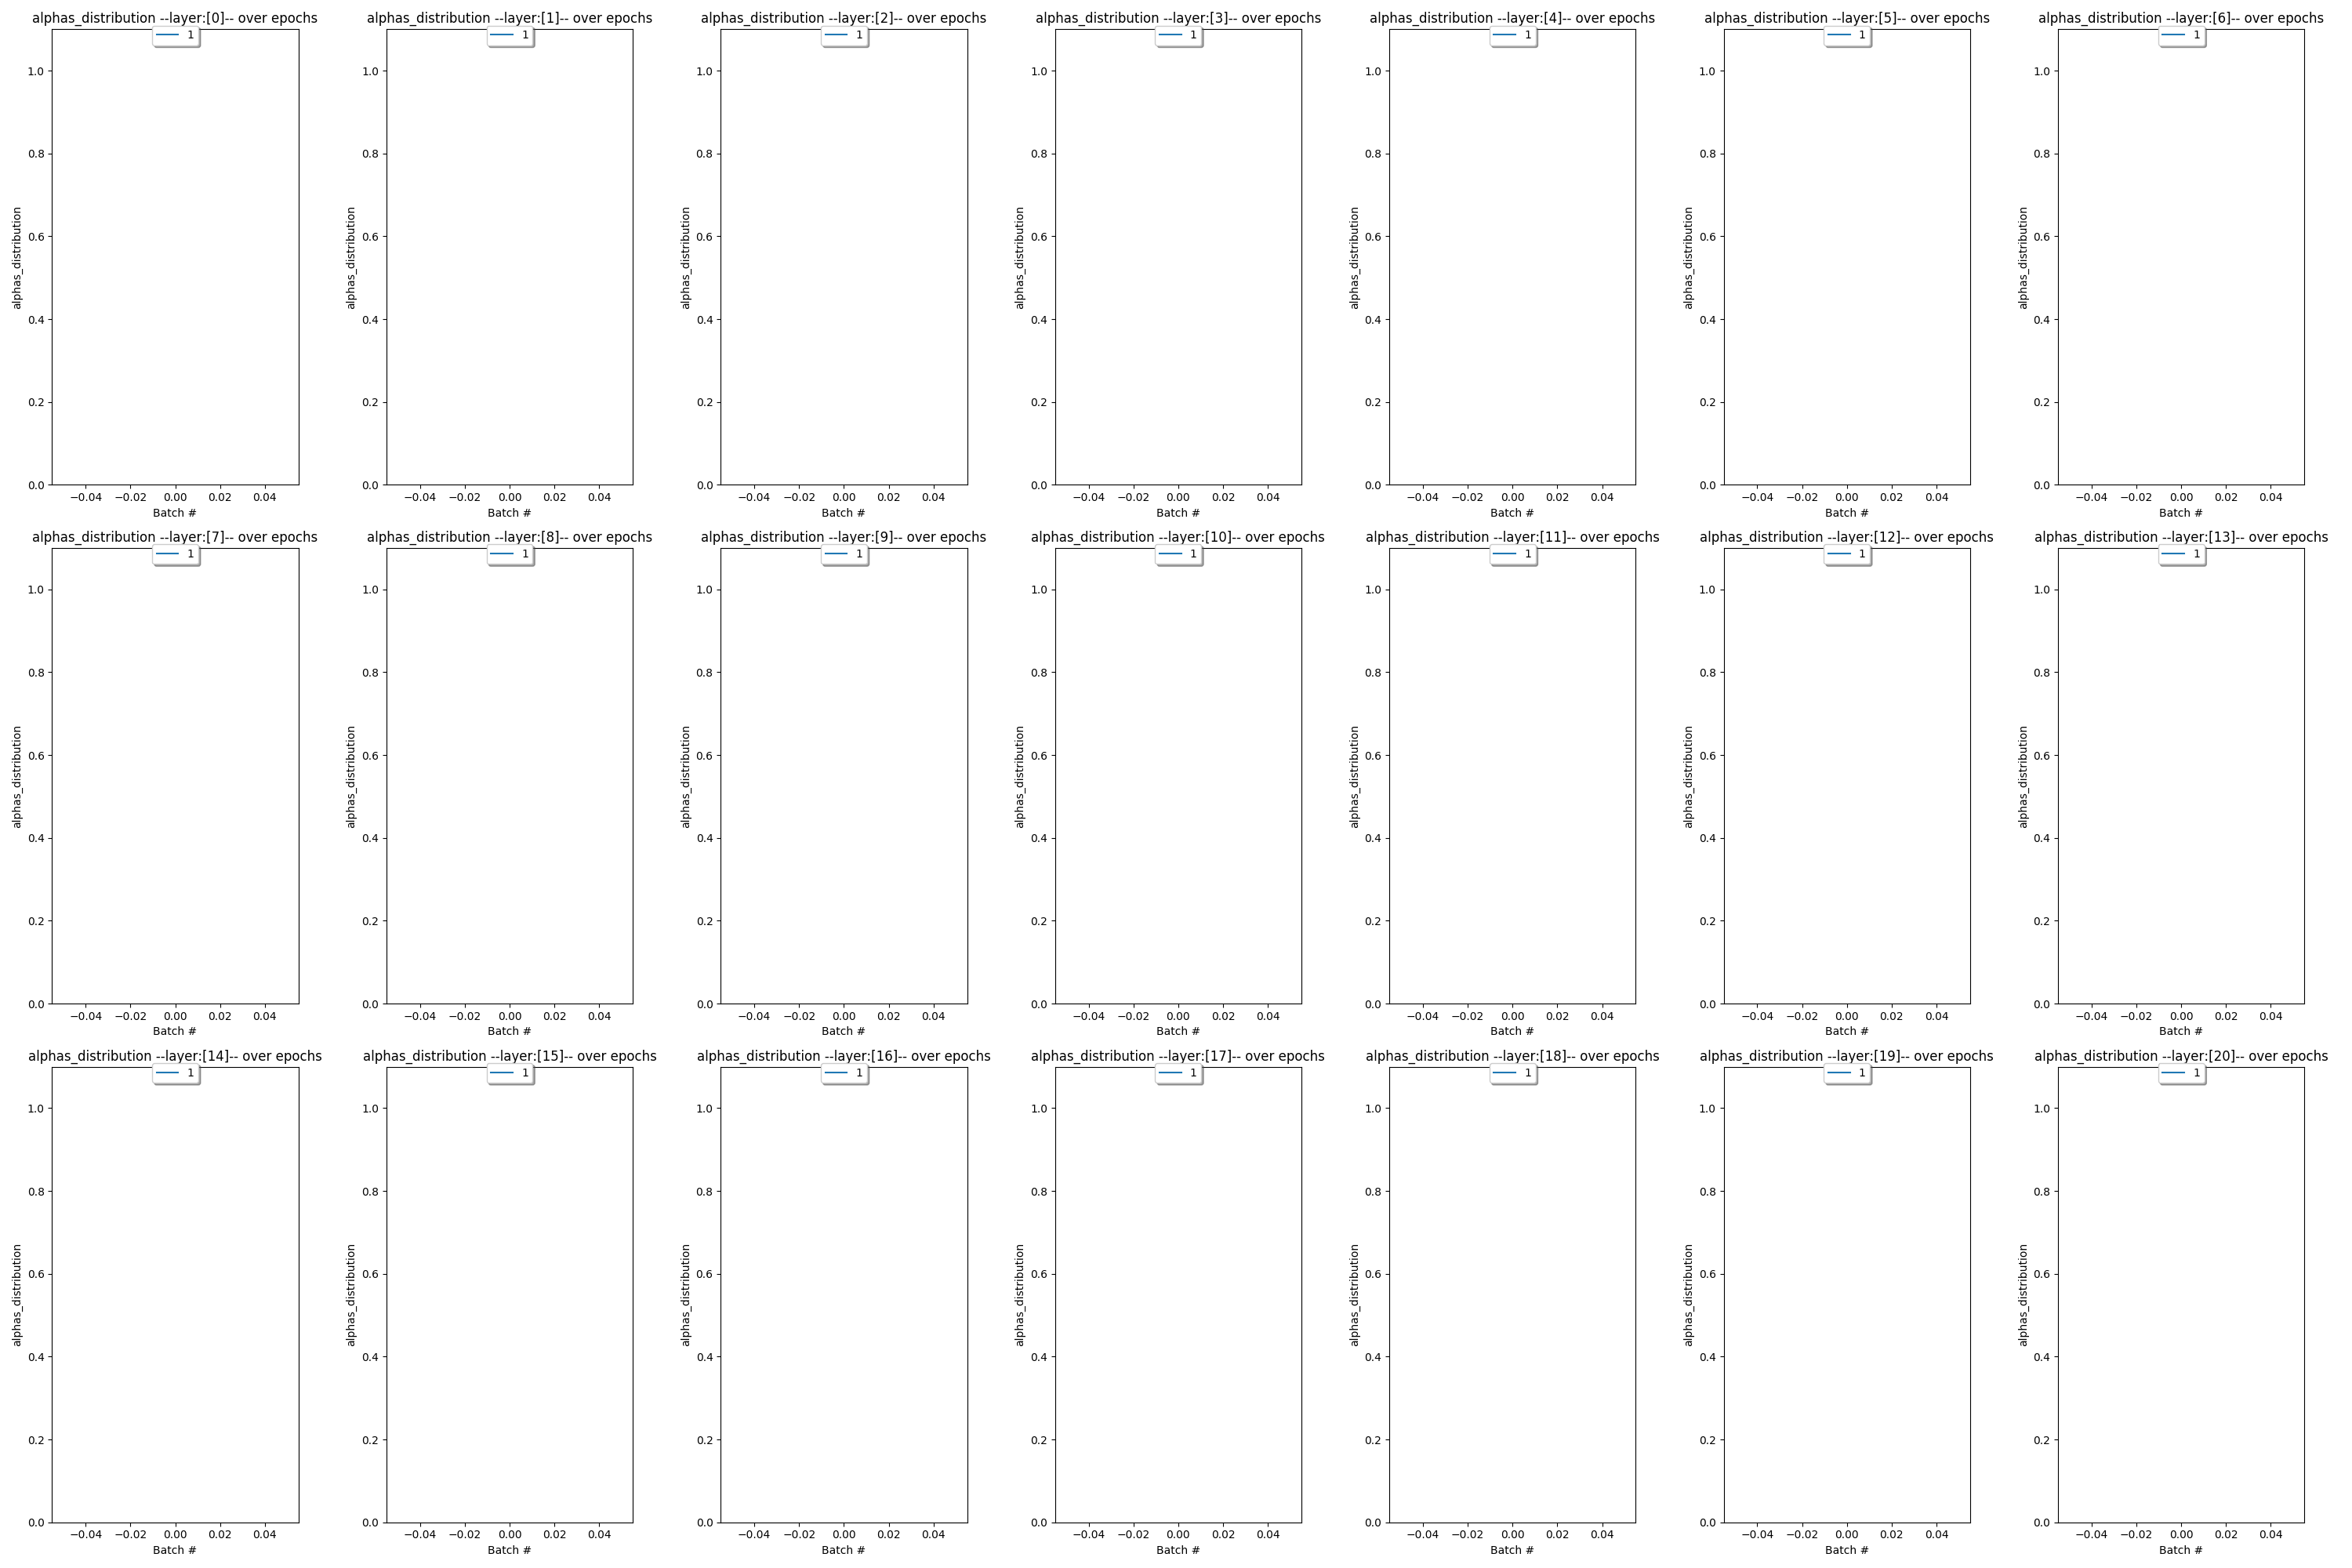 alphas_distribution --layer:[0]-- over epochs alphas_distribution --layer:[1]-- over epochs alphas_distribution --layer:[2]-- over epochs alphas_distribution --layer:[3]-- over epochs alphas_distribution --layer:[4]-- over epochs alphas_distribution --layer:[5]-- over epochs alphas_distribution --layer:[6]-- over epochs
1 1 1 1 1 1 1
1.0 1.0 1.0 1.0 1.0 1.0 1.0
0.8 0.8 0.8 0.8 0.8 0.8 0.8
0.6 0.6 0.6 0.6 0.6 0.6 0.6
alphas_distribution alphas_distribution alphas_distribution alphas_distribution alphas_distribution alphas_distribution alphas_distribution
0.4 0.4 0.4 0.4 0.4 0.4 0.4
0.2 0.2 0.2 0.2 0.2 0.2 0.2
0.0 0.0 0.0 0.0 0.0 0.0 0.0
−0.04 −0.02 0.00 0.02 0.04 −0.04 −0.02 0.00 0.02 0.04 −0.04 −0.02 0.00 0.02 0.04 −0.04 −0.02 0.00 0.02 0.04 −0.04 −0.02 0.00 0.02 0.04 −0.04 −0.02 0.00 0.02 0.04 −0.04 −0.02 0.00 0.02 0.04
Batch # Batch # Batch # Batch # Batch # Batch # Batch #
alphas_distribution --layer:[7]-- over epochs alphas_distribution --layer:[8]-- over epochs alphas_distribution --layer:[9]-- over epochs alphas_distribution --layer:[10]-- over epochs alphas_distribution --layer:[11]-- over epochs alphas_distribution --layer:[12]-- over epochs alphas_distribution --layer:[13]-- over epochs
1 1 1 1 1 1 1
1.0 1.0 1.0 1.0 1.0 1.0 1.0
0.8 0.8 0.8 0.8 0.8 0.8 0.8
0.6 0.6 0.6 0.6 0.6 0.6 0.6
alphas_distribution alphas_distribution alphas_distribution alphas_distribution alphas_distribution alphas_distribution alphas_distribution
0.4 0.4 0.4 0.4 0.4 0.4 0.4
0.2 0.2 0.2 0.2 0.2 0.2 0.2
0.0 0.0 0.0 0.0 0.0 0.0 0.0
−0.04 −0.02 0.00 0.02 0.04 −0.04 −0.02 0.00 0.02 0.04 −0.04 −0.02 0.00 0.02 0.04 −0.04 −0.02 0.00 0.02 0.04 −0.04 −0.02 0.00 0.02 0.04 −0.04 −0.02 0.00 0.02 0.04 −0.04 −0.02 0.00 0.02 0.04
Batch # Batch # Batch # Batch # Batch # Batch # Batch #
alphas_distribution --layer:[14]-- over epochs alphas_distribution --layer:[15]-- over epochs alphas_distribution --layer:[16]-- over epochs alphas_distribution --layer:[17]-- over epochs alphas_distribution --layer:[18]-- over epochs alphas_distribution --layer:[19]-- over epochs alphas_distribution --layer:[20]-- over epochs
1 1 1 1 1 1 1
1.0 1.0 1.0 1.0 1.0 1.0 1.0
0.8 0.8 0.8 0.8 0.8 0.8 0.8
0.6 0.6 0.6 0.6 0.6 0.6 0.6
alphas_distribution alphas_distribution alphas_distribution alphas_distribution alphas_distribution alphas_distribution alphas_distribution
0.4 0.4 0.4 0.4 0.4 0.4 0.4
0.2 0.2 0.2 0.2 0.2 0.2 0.2
0.0 0.0 0.0 0.0 0.0 0.0 0.0
−0.04 −0.02 0.00 0.02 0.04 −0.04 −0.02 0.00 0.02 0.04 −0.04 −0.02 0.00 0.02 0.04 −0.04 −0.02 0.00 0.02 0.04 −0.04 −0.02 0.00 0.02 0.04 −0.04 −0.02 0.00 0.02 0.04 −0.04 −0.02 0.00 0.02 0.04
Batch # Batch # Batch # Batch # Batch # Batch # Batch #